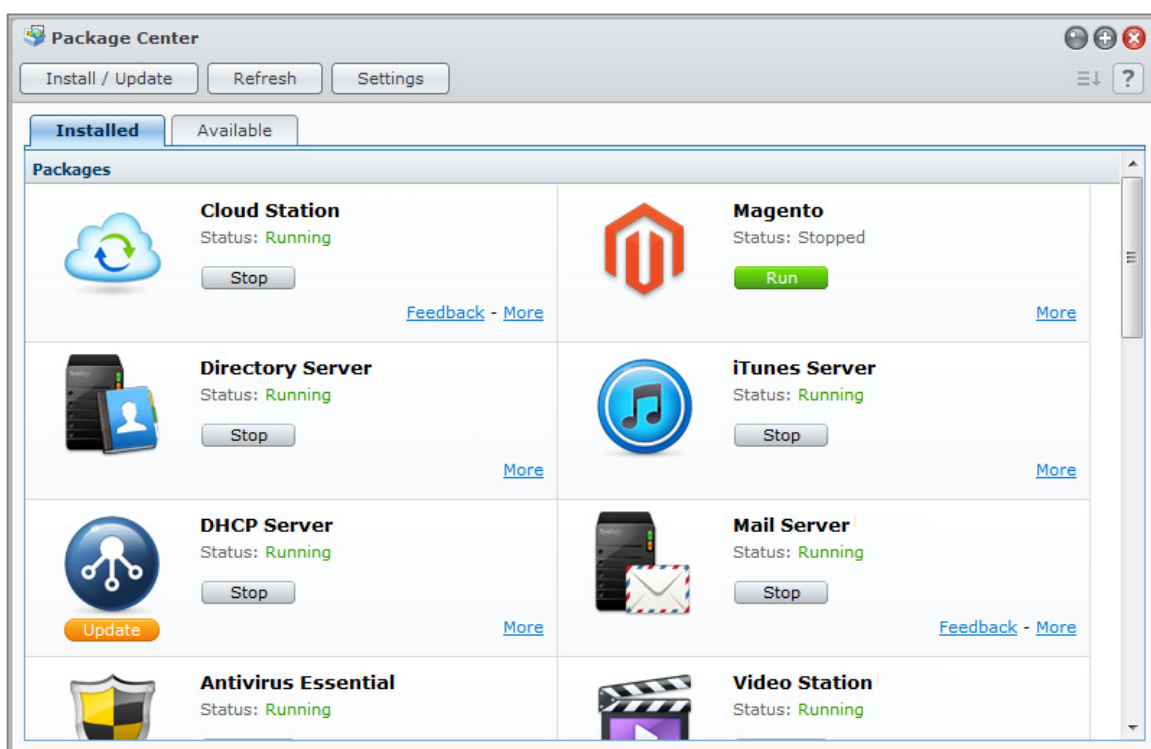 Package Center
Install / Update
Refresh
Settings
?
Installed
Available
Packages
Cloud Station
Status: Running
Stop
Feedback - More
Magento
Status: Stopped
Run
More
Directory Server
Status: Running
Stop
More
iTunes Server
Status: Running
Stop
More
DHCP Server
Status: Running
Stop
Update
More
Mail Server
Status: Running
Stop
Feedback - More
Antivirus Essential
Status: Running
Video Station
Status: Running